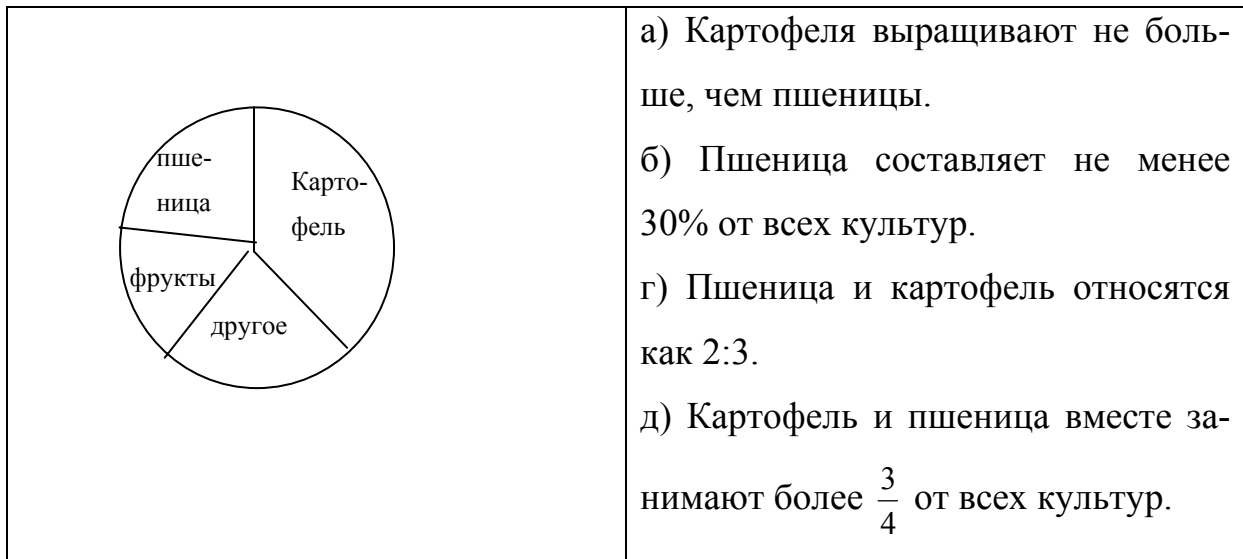 пше-
ница
Карто-
фель
фрукты
другое
а) Картофеля выращивают не боль-
ше, чем пшеницы.
б) Пшеница составляет не менее
30% от всех культур.
г) Пшеница и картофель относятся
как 2:3.
д) Картофель и пшеница вместе за-
нимают более 3/4 от всех культур.